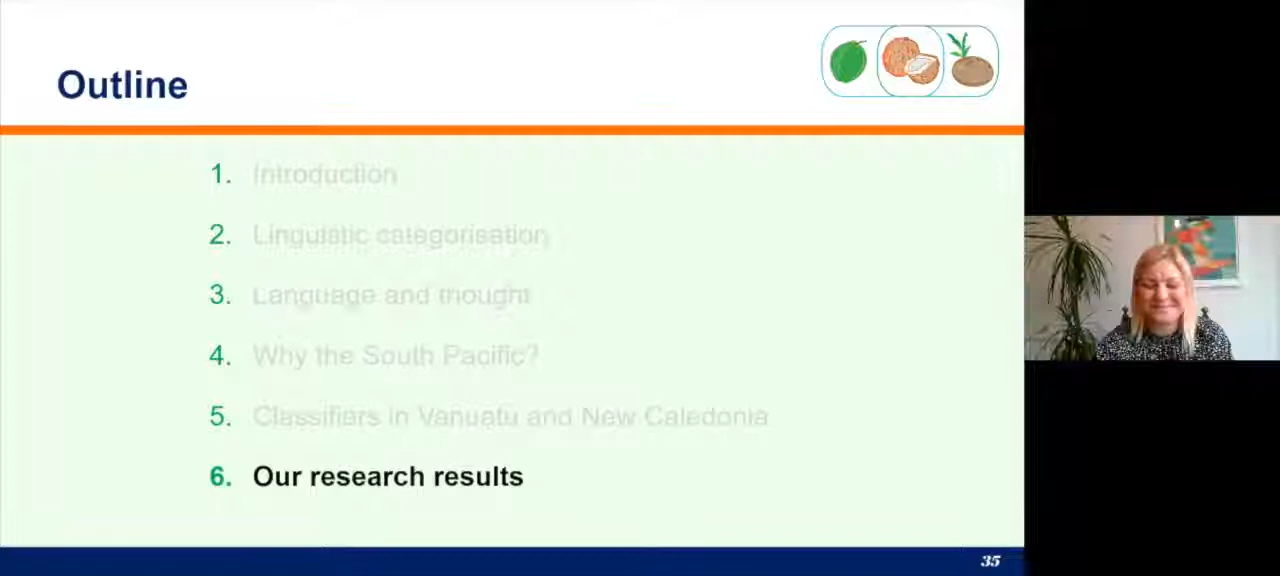 Outline
1. Introduction
2. Linguistic categorisation
3. Language and thought
4. Why the South Pacific?
5. Classifiers in Vanuatu and New Caledonia
6. Our research results
35